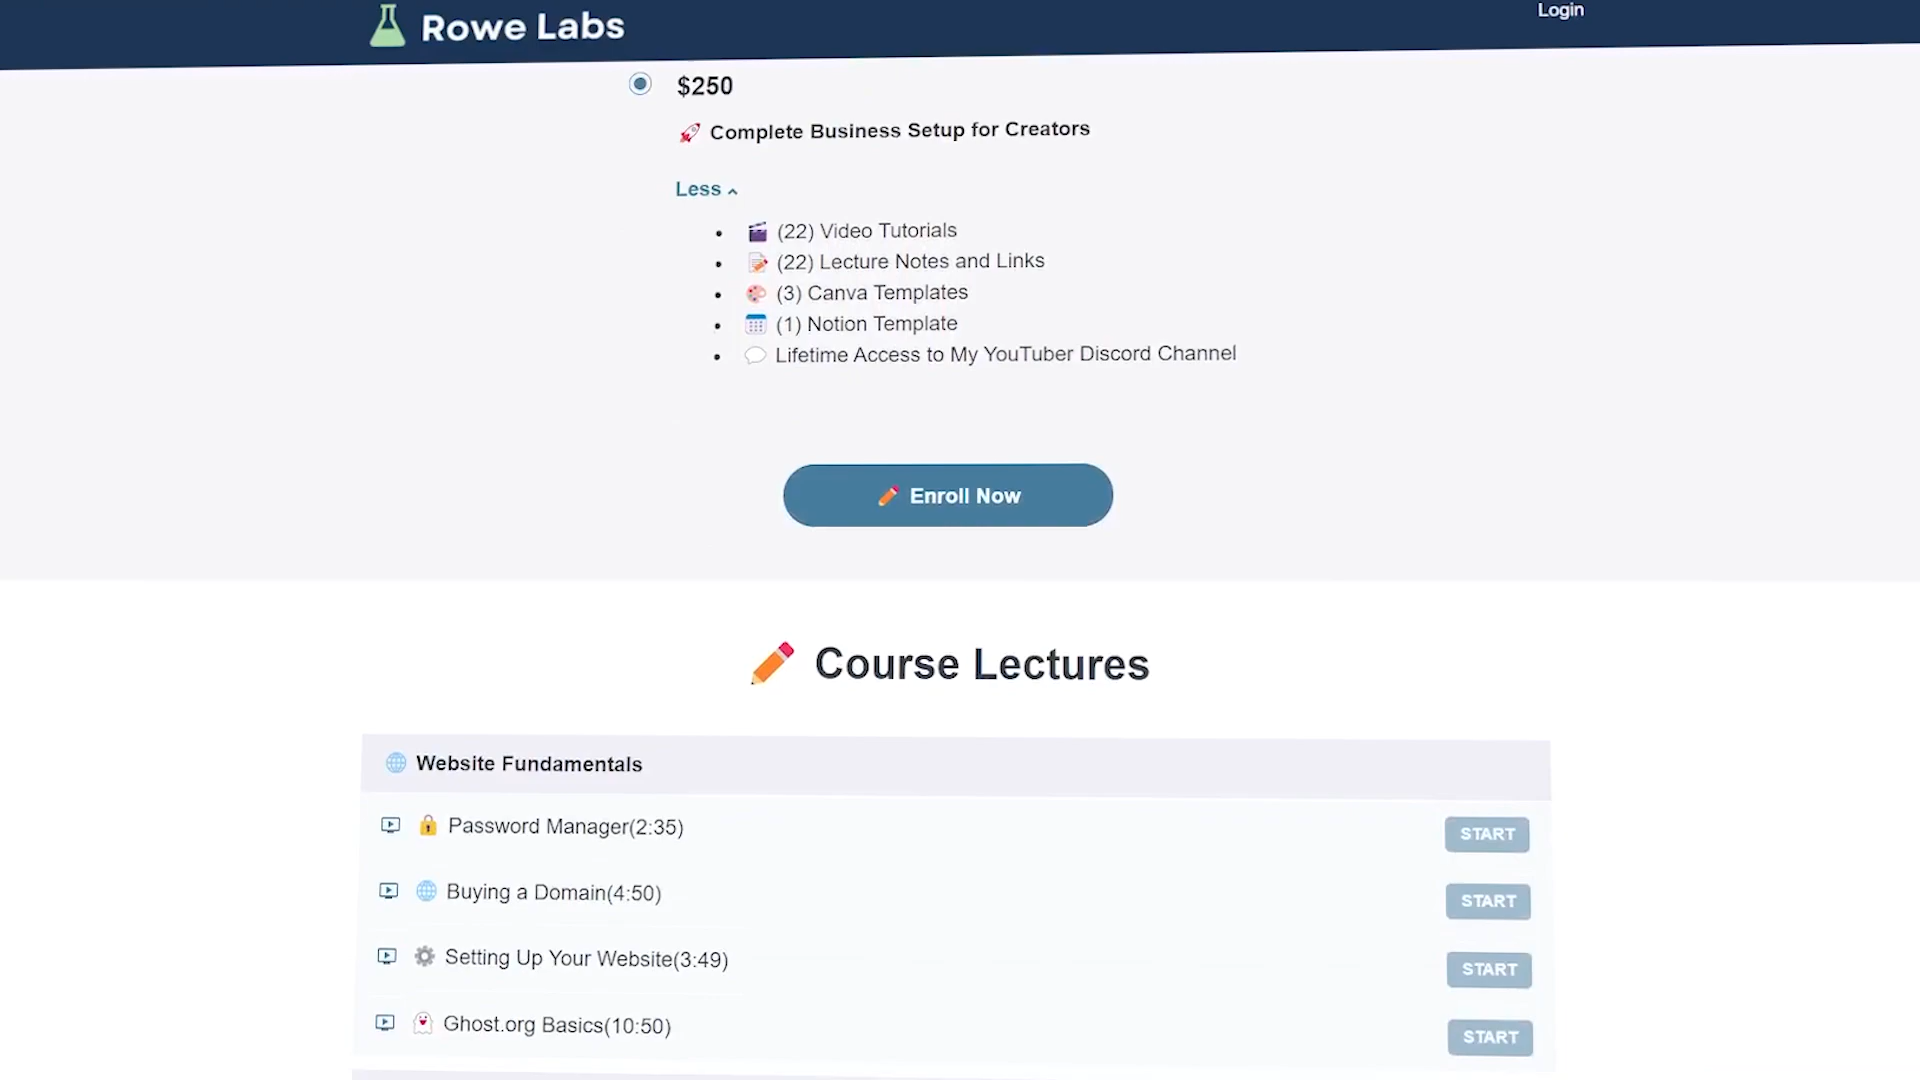 Rowe Labs
Login
$250
🚀 Complete Business Setup for Creators
Less
• 🎬 (22) Video Tutorials
• 📝 (22) Lecture Notes and Links
• 🎨 (3) Canva Templates
• 🗓️ (1) Notion Template
• 💬 Lifetime Access to My YouTuber Discord Channel
✏️ Enroll Now
✏️ Course Lectures
🌐 Website Fundamentals
🔒 Password Manager(2:35) START
🌐 Buying a Domain(4:50) START
⚙️ Setting Up Your Website(3:49) START
👻 Ghost.org Basics(10:50) START